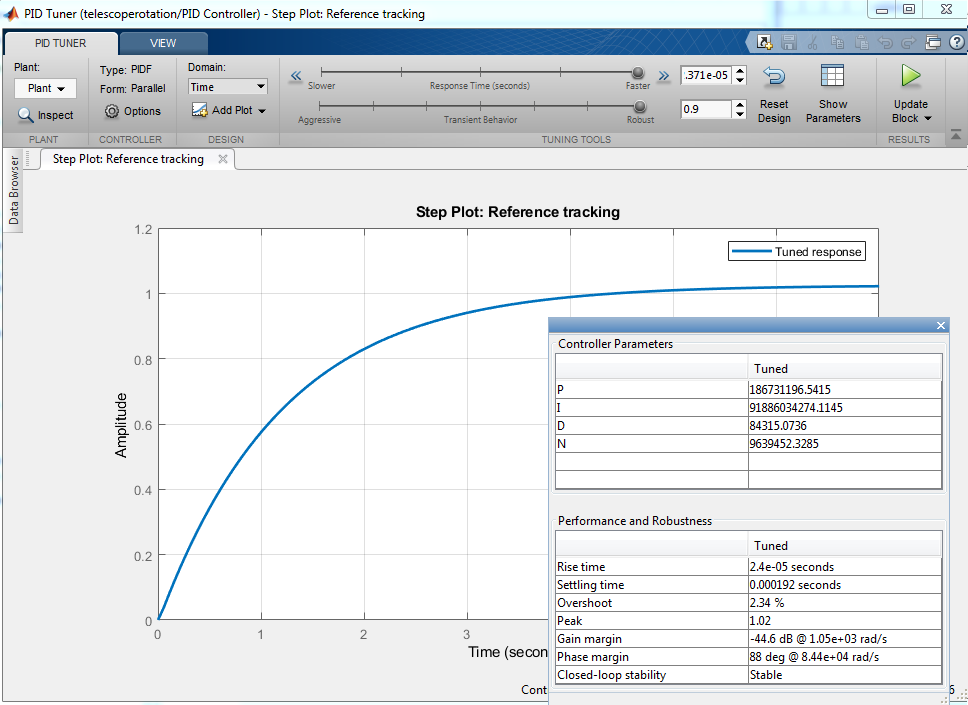 PID Tuner (telescoperotation/PID Controller) - Step Plot: Reference tracking
PID TUNER
VIEW
Plant:
Plant
Inspect
PLANT
Type: PIDF
Form: Parallel
Options
CONTROLLER
Domain:
Time
Add Plot
DESIGN
Slower
Response Time (seconds)
Faster
.371e-05
Aggressive
Transient Behavior
Robust
0.9
TUNING TOOLS
Reset
Design
Show
Parameters
Update
Block
RESULTS
Data Browser
Step Plot: Reference tracking
Step Plot: Reference tracking
Tuned response
1.2
1
0.8
0.6
0.4
0.2
0
Amplitude
0
1
2
3
Time (secon
Controller Parameters
Tuned
P 186731196.5415
I 91886034274.1145
D 84315.0736
N 9639452.3285
Performance and Robustness
Tuned
Rise time 2.4e-05 seconds
Settling time 0.000192 seconds
Overshoot 2.34 %
Peak 1.02
Gain margin -44.6 dB @ 1.05e+03 rad/s
Phase margin 88 deg @ 8.44e+04 rad/s
Closed-loop stability Stable
Cont
6